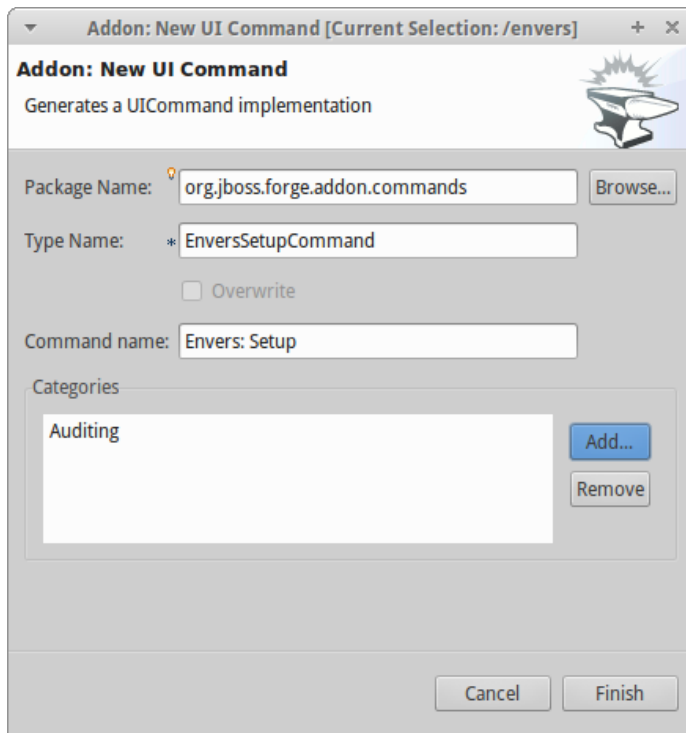 Addon: New UI Command [Current Selection: /envers]
Addon: New UI Command
Generates a UICommand implementation
Package Name: org.jboss.forge.addon.commands Browse...
Type Name: * EnversSetupCommand
Overwrite
Command name: Envers: Setup
Categories
Auditing
Add...
Remove
Cancel Finish